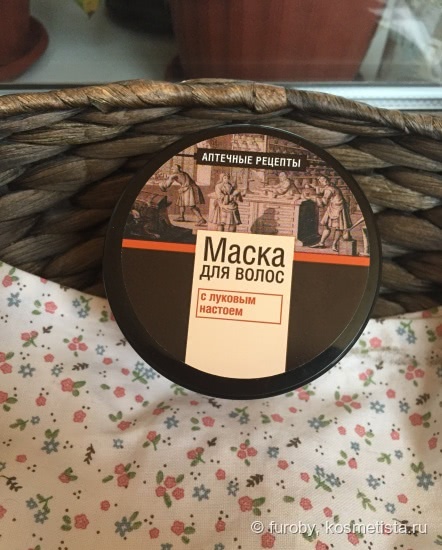 АПТЕЧНЫЕ РЕЦЕПТЫ
Маска
для волос
с луковым
настоем
© furoby, kosmetista.ru